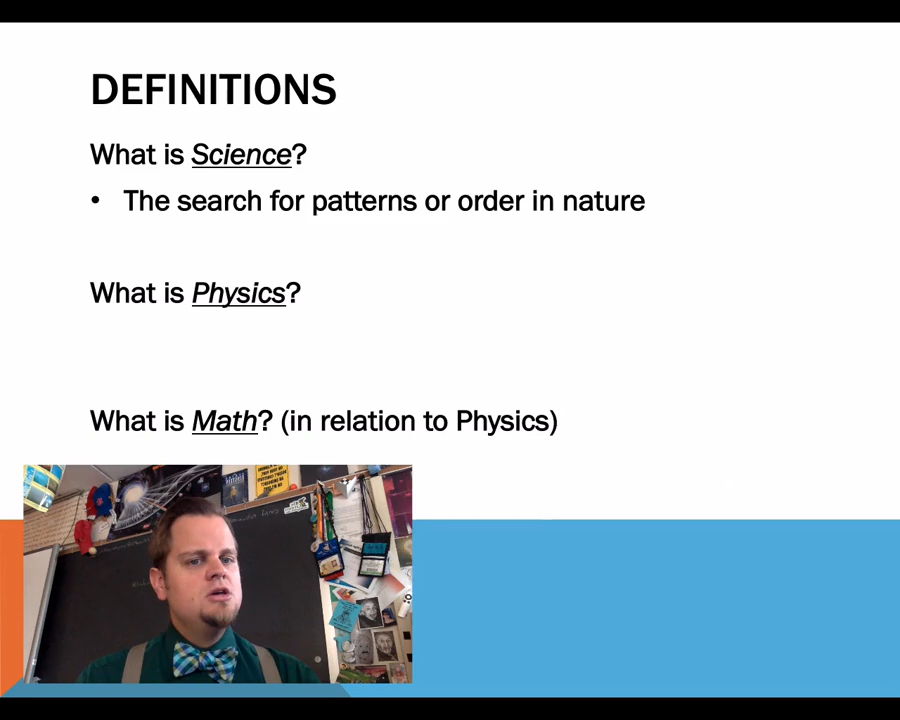 DEFINITIONS
What is Science?
• The search for patterns or order in nature
What is Physics?
What is Math? (in relation to Physics)